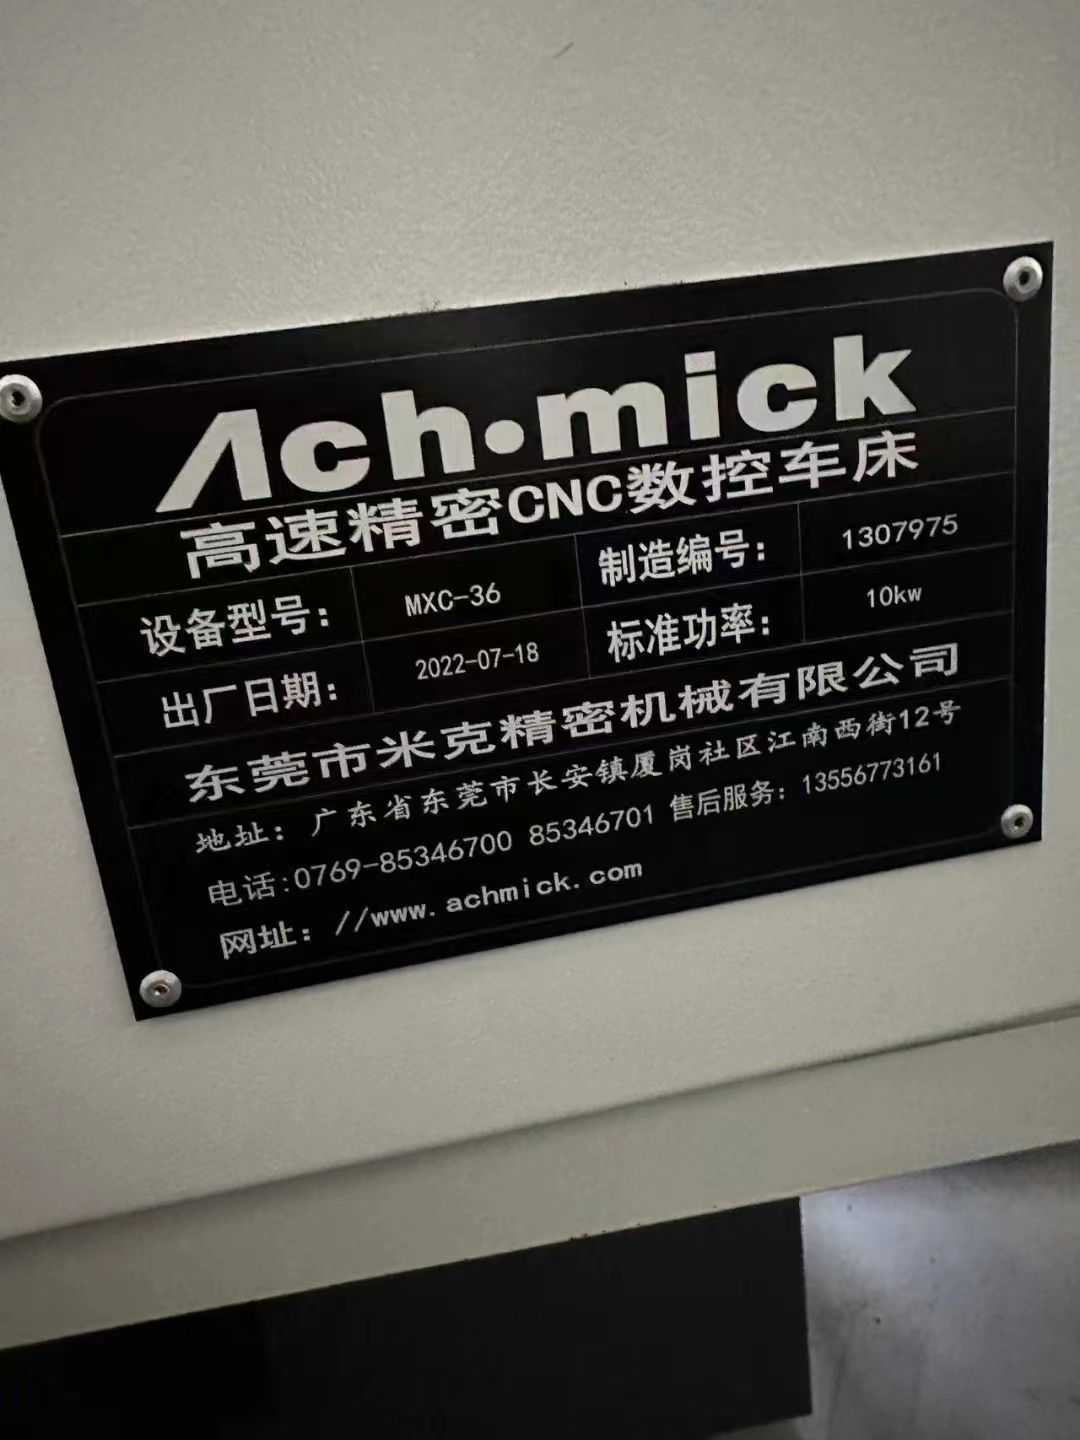 Ach·mick
高速精密CNC数控车床
设备型号: MXC-36 制造编号: 1307975
出厂日期: 2022-07-18 标准功率: 10kw
东莞市米克精密机械有限公司
地址: 广东省东莞市长安镇厦岗社区江南西街12号
电话:0769-85346700 85346701 售后服务: 13556773161
网址: //www.achmick.com